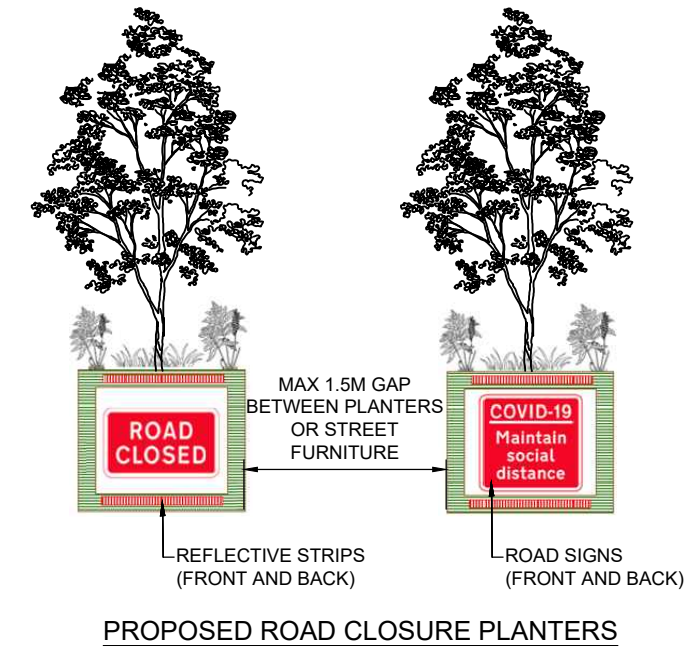 MAX 1.5M GAP
BETWEEN PLANTERS
OR STREET
FURNITURE
ROAD
CLOSED
COVID-19
Maintain
social
distance
REFLECTIVE STRIPS
(FRONT AND BACK)
ROAD SIGNS
(FRONT AND BACK)
PROPOSED ROAD CLOSURE PLANTERS